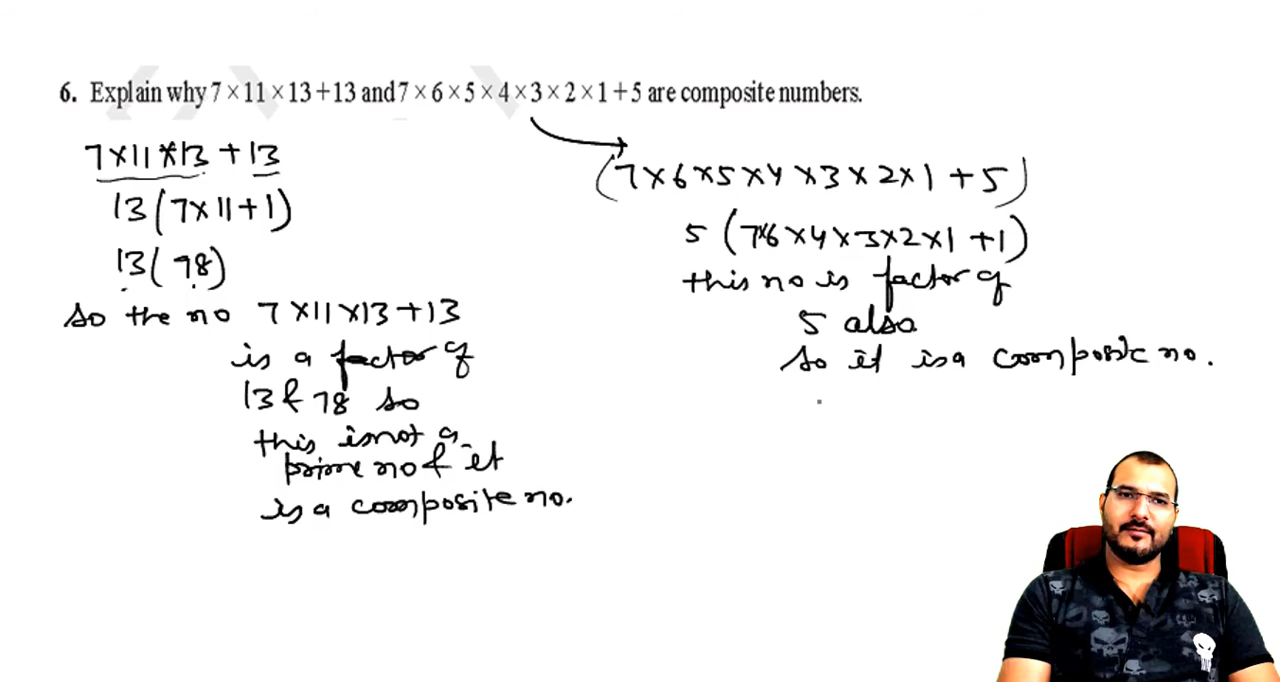 6. Explain why 7 × 11 × 13 + 13 and 7 × 6 × 5 × 4 × 3 × 2 × 1 + 5 are composite numbers.
7×11×13 + 13
13(7×11+1)
13(78)
So the no 7×11×13+13
is a factor of
13 & 78 so
this is not a
prime no & it
is a composite no.
(7×6×5×4×3×2×1+5)
5 (7×6×4×3×2×1+1)
this no is factor of
5 also
So it is a composite no.